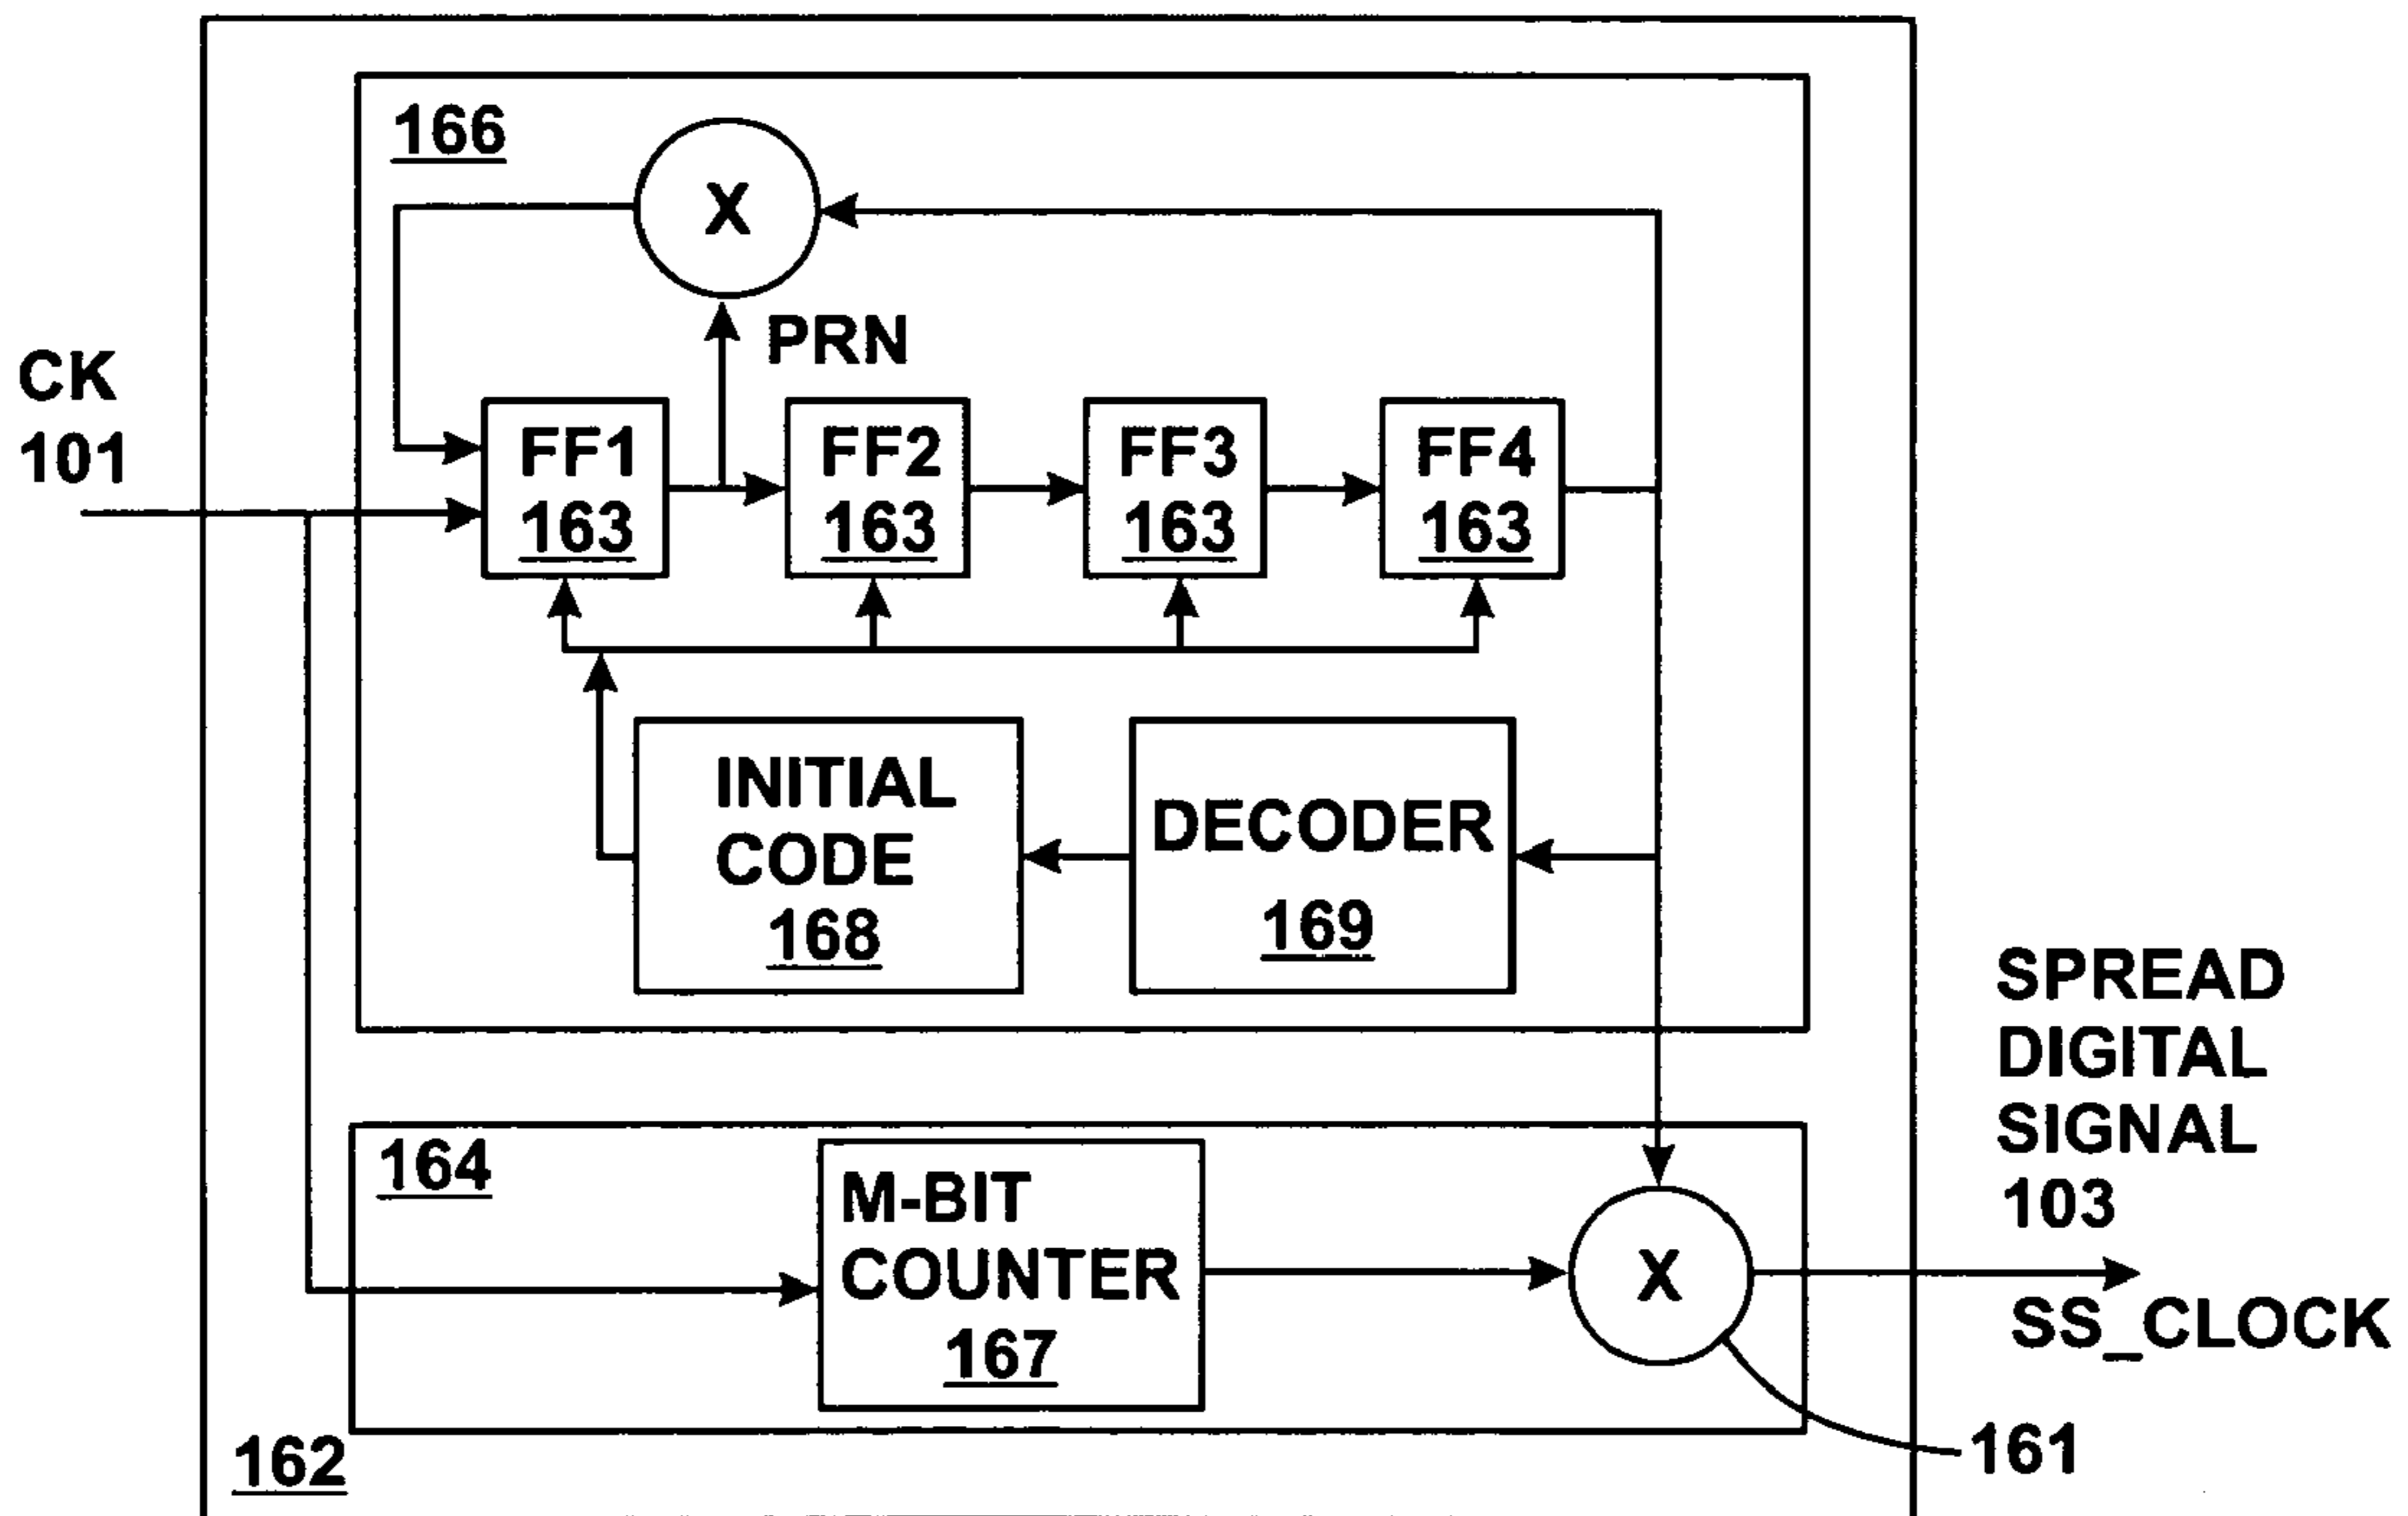 166
X
PRN
CK
101
FF1
163
FF2
163
FF3
163
FF4
163
INITIAL
CODE
168
DECODER
169
SPREAD
DIGITAL
SIGNAL
103
SS_CLOCK
164
M-BIT
COUNTER
167
X
161
162